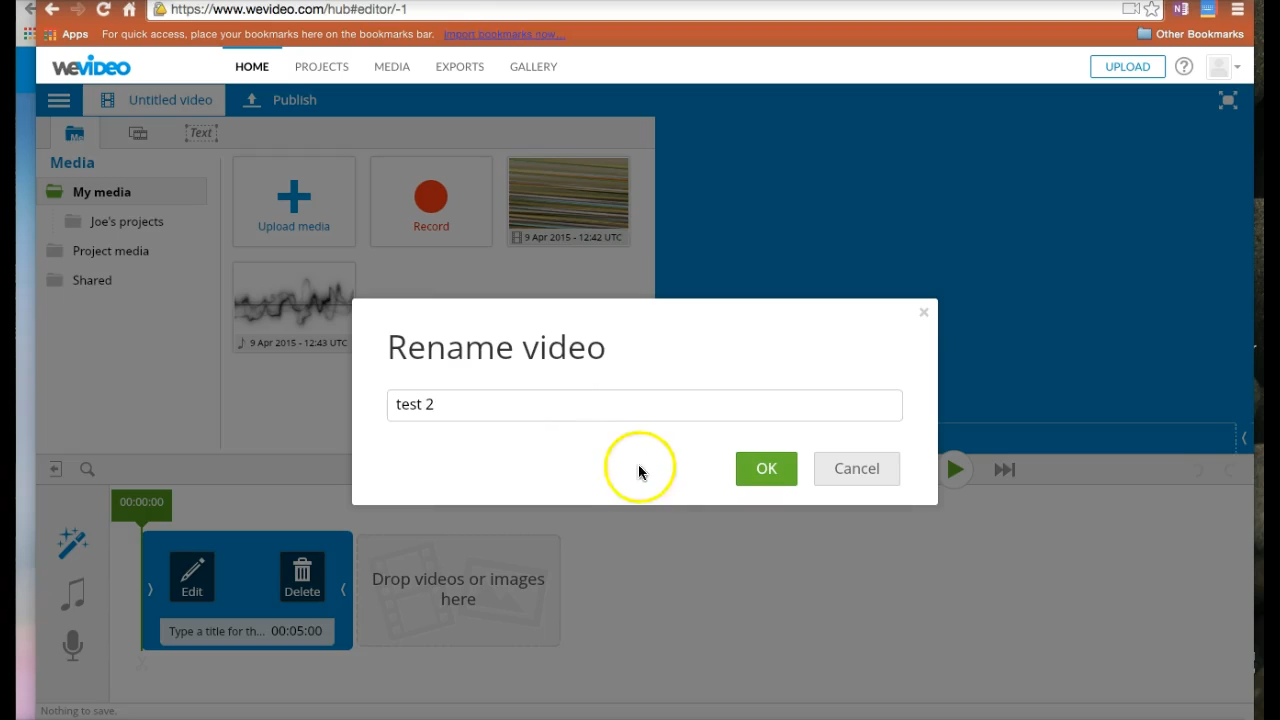 https://www.wevideo.com/hub#editor/-1
Apps For quick access, place your bookmarks here on the bookmarks bar. Import bookmarks now... Other Bookmarks
WEVIDEO HOME PROJECTS MEDIA EXPORTS GALLERY UPLOAD ?
Untitled video Publish
Me Text
Media
My media
Joe's projects
Project media
Shared
Upload media
Record
9 Apr 2015 - 12:42 UTC
9 Apr 2015 - 12:43 UTC
Rename video
test 2
OK Cancel
00:00:00
Edit Delete
Type a title for th... 00:05:00
Drop videos or images
here
Nothing to save.